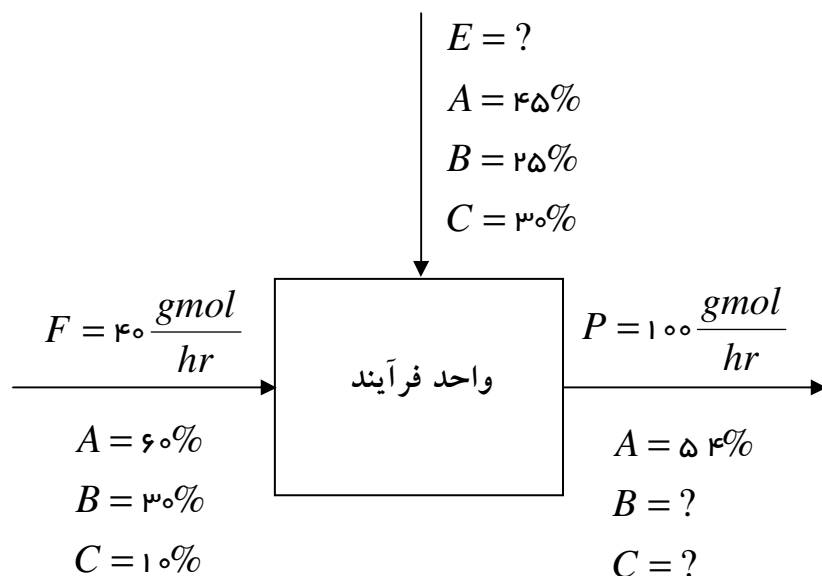 E = ?
A = ۴۵%
B = ۲۵%
C = ۳۰%
F = ۴۰ gmol/hr
P = ۱۰۰ gmol/hr
واحد فرآیند
A = ۶۰%
B = ۳۰%
C = ۱۰%
A = ۵۴%
B = ?
C = ?